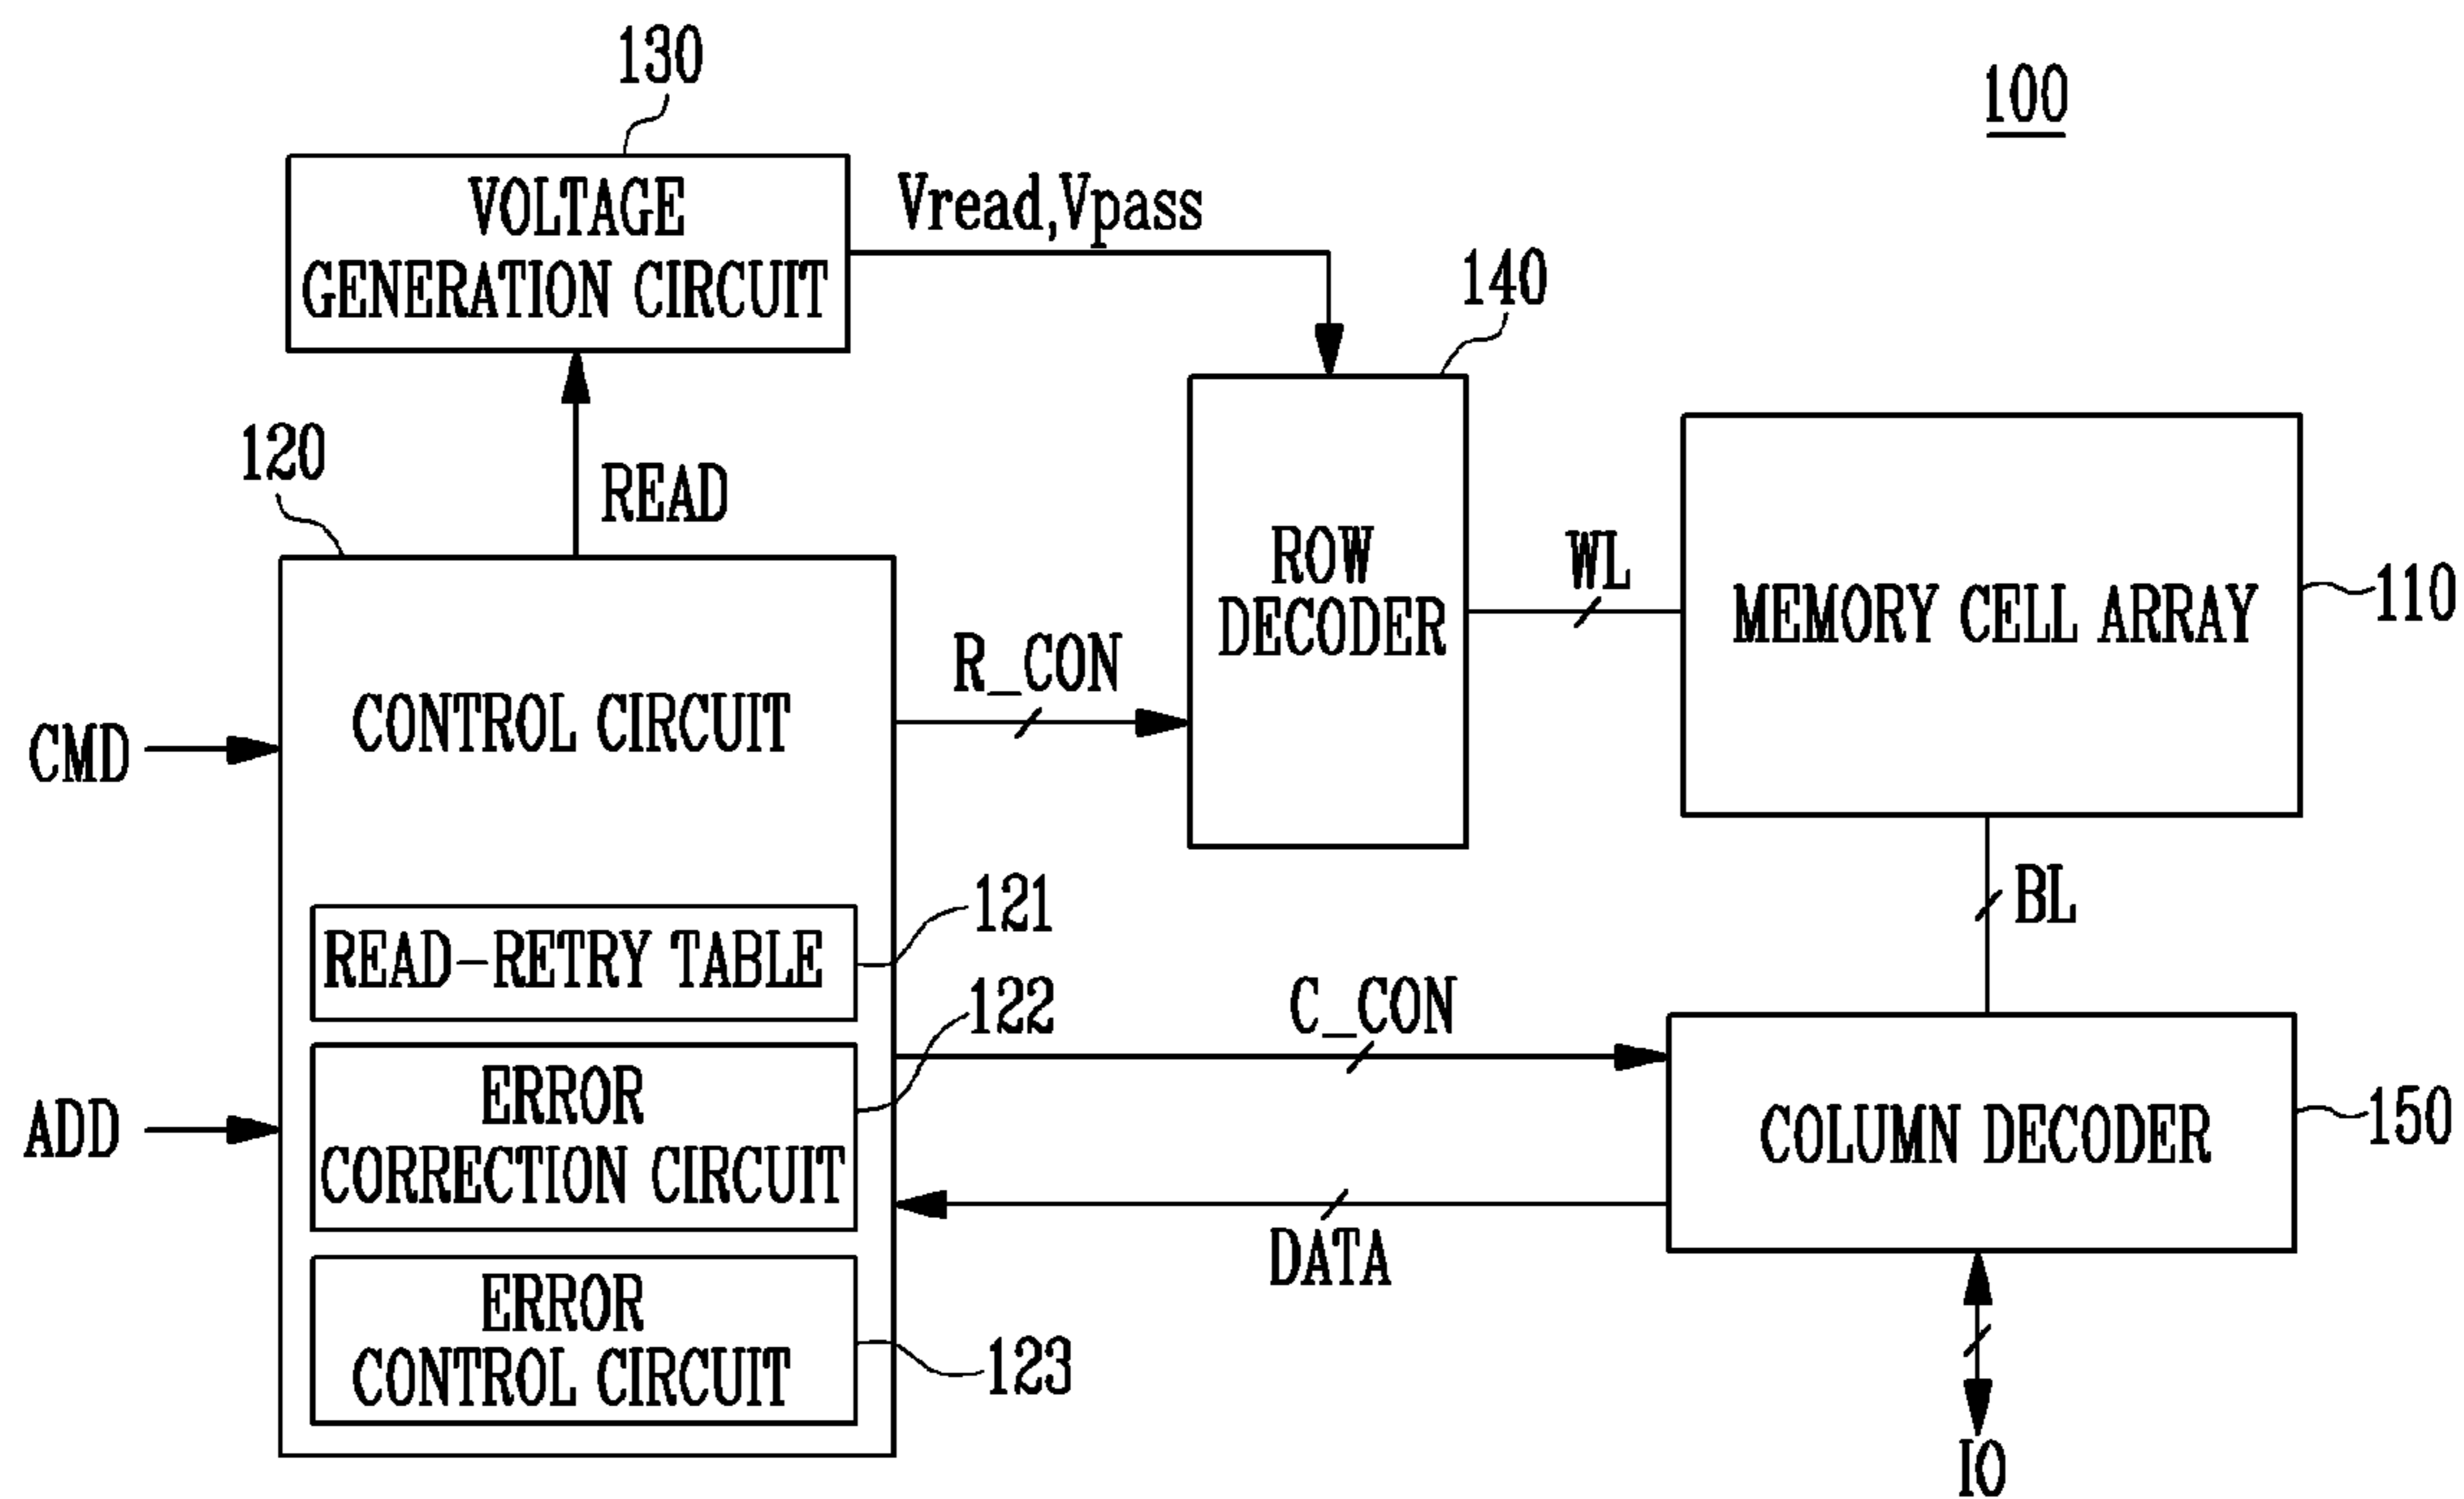 130
100
VOLTAGE
GENERATION CIRCUIT
Vread,Vpass
140
120
READ
ROW
DECODER
WL
MEMORY CELL ARRAY
110
R_CON
CONTROL CIRCUIT
CMD
BL
121
READ-RETRY TABLE
122
C_CON
ERROR
CORRECTION CIRCUIT
ADD
COLUMN DECODER
150
DATA
ERROR
CONTROL CIRCUIT
123
IO